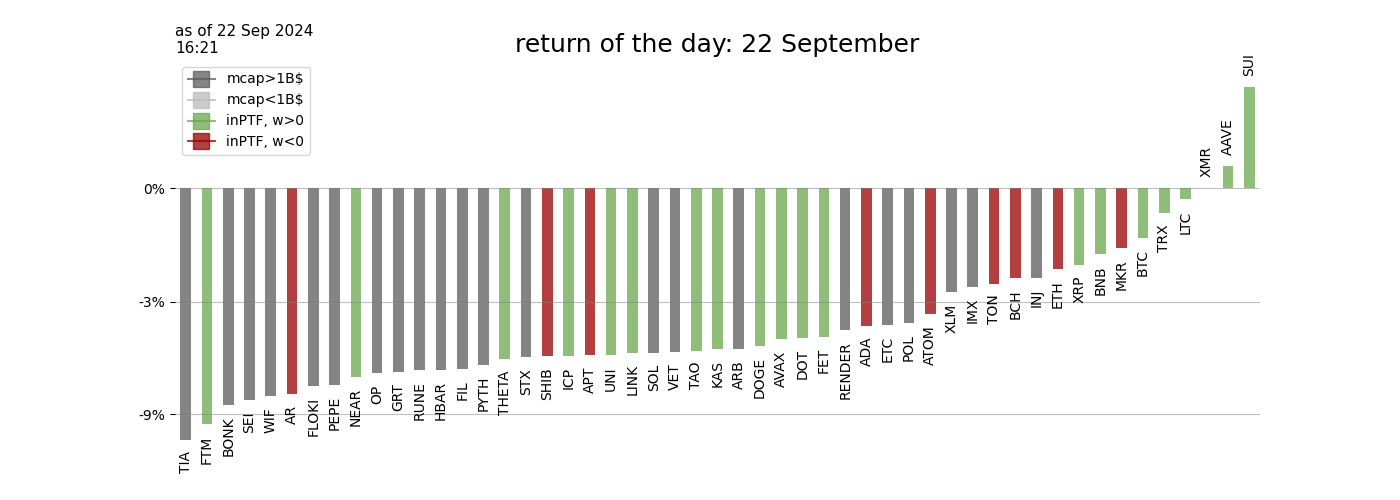 as of 22 Sep 2024
16:21
return of the day: 22 September
mcap>1B$
mcap<1B$
inPTF, w>0
inPTF, w<0
0%
-3%
-9%
TIA
FTM
BONK
SEI
WIF
AR
FLOKI
PEPE
NEAR
OP
GRT
RUNE
HBAR
FIL
PYTH
THETA
STX
SHIB
ICP
APT
UNI
LINK
SOL
VET
TAO
KAS
ARB
DOGE
AVAX
DOT
FET
RENDER
ADA
ETC
POL
ATOM
XLM
IMX
TON
BCH
INJ
ETH
XRP
BNB
MKR
BTC
TRX
LTC
XMR
AAVE
SUI